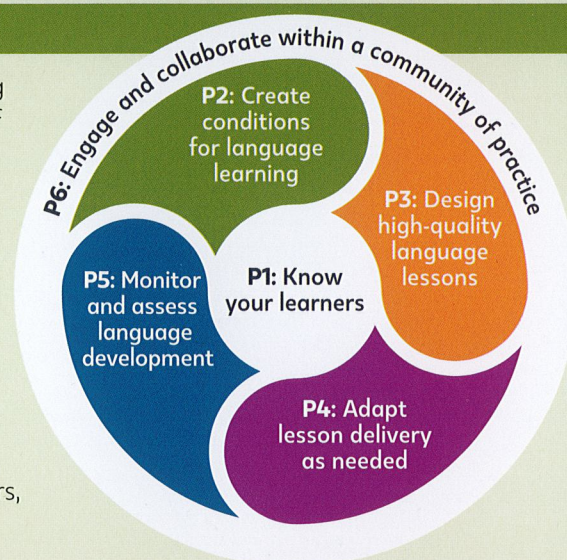 g
P6: Engage and collaborate within a community of practice
P2: Create
conditions
for language
learning
P3: Design
high-quality
language
lessons
P1: Know
your learners
P5: Monitor
and assess
language
development
P4: Adapt
lesson delivery
as needed
rs,